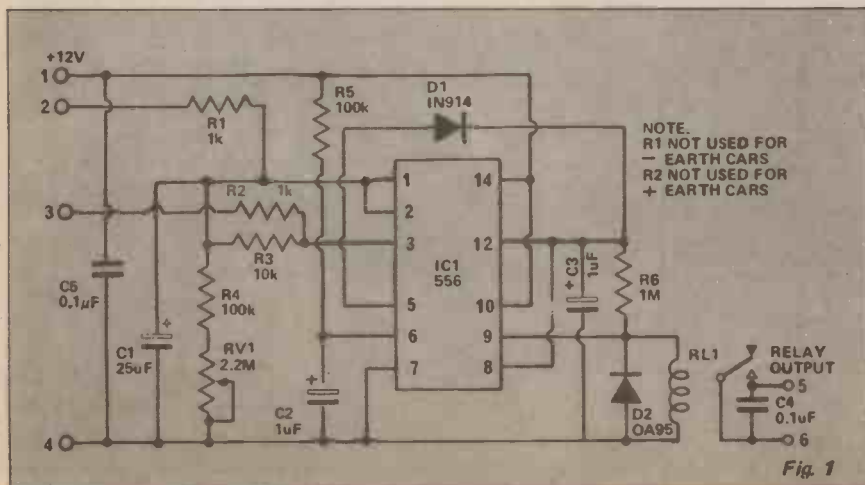 +12V
1
2
3
4
R1
1k
R2 1k
R3
10k
R4
100k
RV1
2.2M
C5
0.1µF
C1
25uF
+
R5
100k
+
C2
1uF
D1
IN914
1
2
3
5
6
7
14
12
10
9
8
IC1
556
+ C3
1uF
R6
1M
D2
OA95
RL1
RELAY
OUTPUT
5
C4
0.1uF
6
NOTE.
R1 NOT USED FOR
− EARTH CARS
R2 NOT USED FOR
+ EARTH CARS
Fig. 1